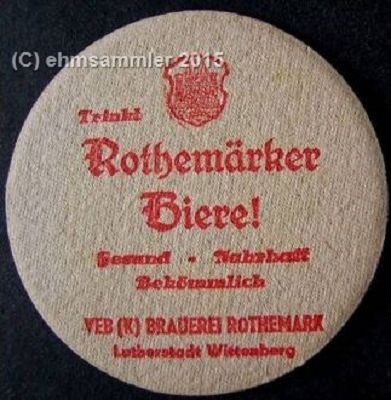 (C) ehmsammler 2015
Trinkt
Rothemärker
Biere!
Gesund - Nahrhaft
Bekömmlich
VEB (K) BRAUEREI ROTHEMARK
Lutherstadt Wittenberg